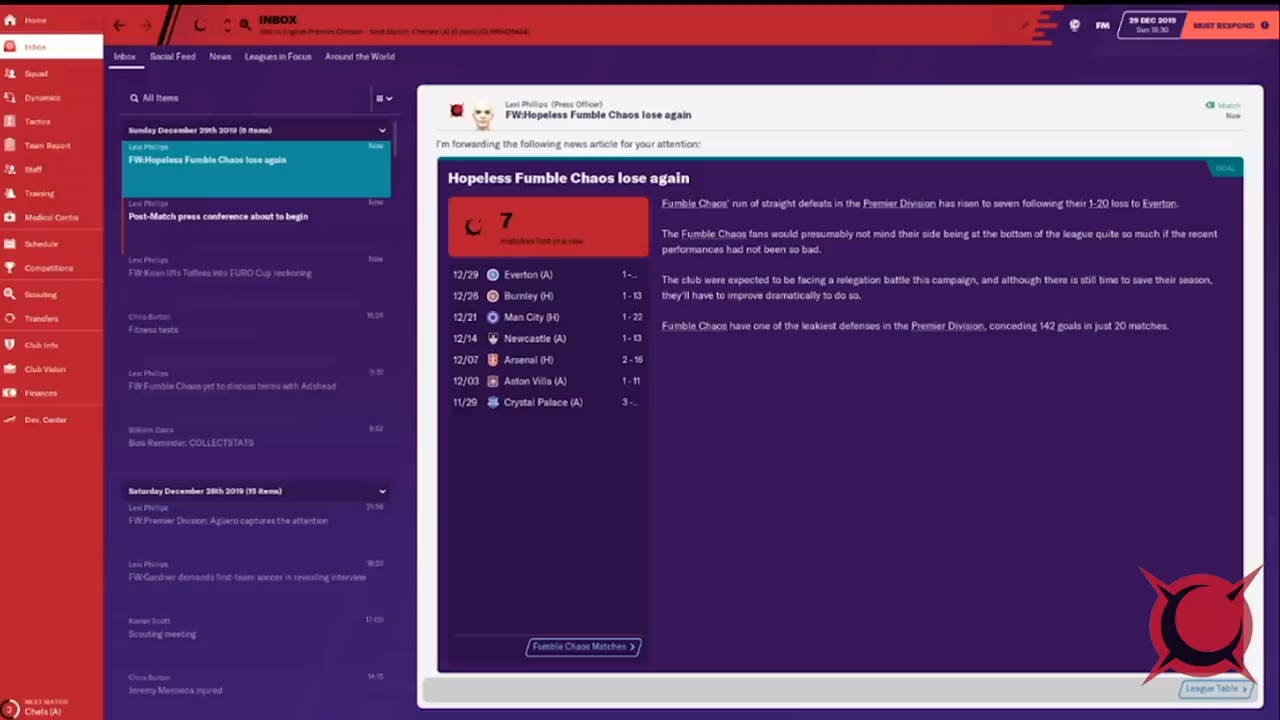 Home
Inbox
Squad
Dynamics
Tactics
Team Report
Staff
Training
Medical Centre
Schedule
Competitions
Scouting
Transfers
Club Info
Club Vision
Finances
Dev. Center
NEXT MATCH
Chels (A)
INBOX
FM
29 DEC 2019
Sun 18:30
MUST RESPOND
Inbox
Social Feed
News
Leagues in Focus
Around the World
All Items
Sunday December 29th 2019 (6 items)
Lexi Phillips
Now
FW:Hopeless Fumble Chaos lose again
Lexi Phillips
Now
Post-Match press conference about to begin
Lexi Phillips
Now
FW:Kean lifts Toffees into EURO Cup reckoning
Chris Burton
Fitness tests
Lexi Phillips
FW:Fumble Chaos yet to discuss terms with Adshead
William Davis
8:52
Bois Reminder: COLLECTSTATS
Saturday December 28th 2019 (15 items)
Lexi Phillips
FW:Premier Division: Agüero captures the attention
Lexi Phillips
FW:Gardner demands first-team soccer in revealing interview
Kieran Scott
17:00
Scouting meeting
Chris Burton
Jeremy Mercinca injured
Lexi Phillips (Press Officer)
FW:Hopeless Fumble Chaos lose again
Match
Now
I'm forwarding the following news article for your attention:
Hopeless Fumble Chaos lose again
GOAL
7
matches lost in a row
12/29 Everton (A) 1-...
12/26 Burnley (H) 1 - 13
12/21 Man City (H) 1 - 22
12/14 Newcastle (A) 1 - 13
12/07 Arsenal (H) 2 - 16
12/03 Aston Villa (A) 1 - 11
11/29 Crystal Palace (A) 3 -...
Fumble Chaos' run of straight defeats in the Premier Division has risen to seven following their 1-20 loss to Everton.
The Fumble Chaos fans would presumably not mind their side being at the bottom of the league quite so much if the recent
performances had not been so bad.
The club were expected to be facing a relegation battle this campaign, and although there is still time to save their season,
they'll have to improve dramatically to do so.
Fumble Chaos have one of the leakiest defenses in the Premier Division, conceding 142 goals in just 20 matches.
Fumble Chaos Matches
League Table